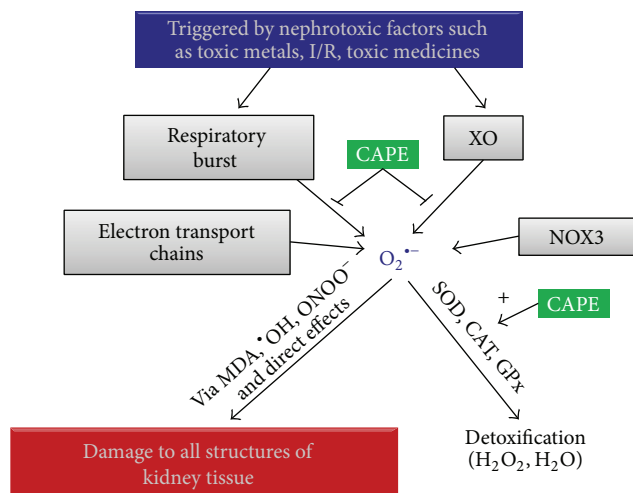 Triggered by nephrotoxic factors such
as toxic metals, I/R, toxic medicines
Respiratory
burst
CAPE
XO
Electron transport
chains
O₂•−
NOX3
Via MDA, •OH, ONOO−
and direct effects
SOD, CAT, GPx
+
CAPE
Damage to all structures of
kidney tissue
Detoxification
(H₂O₂, H₂O)